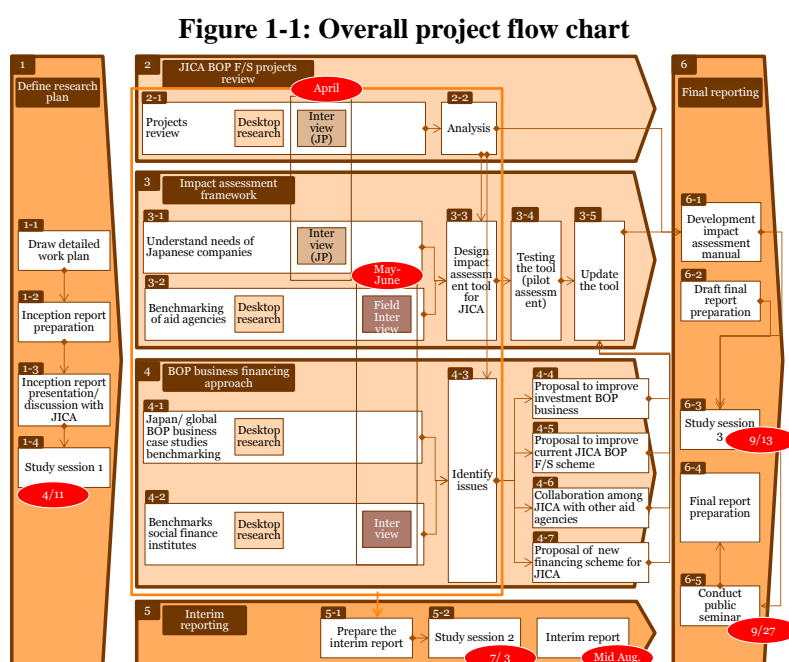 Figure 1-1: Overall project flow chart
1
Define research
plan
1-1
Draw detailed
work plan
1-2
Inception report
preparation
1-3
Inception report
presentation/
discussion with
JICA
1-4
Study session 1
4/11
2
JICA BOP F/S projects
review
April
2-1
Projects
review
Desktop
research
Inter
view
(JP)
2-2
Analysis
3
Impact assessment
framework
3-1
Understand needs of
Japanese companies
Inter
view
(JP)
May-
June
3-2
Benchmarking
of aid agencies
Desktop
research
Field
Inter
view
3-3
Design
impact
assessm
ent tool
for
JICA
3-4
Testing
the tool
(pilot
assessm
ent)
3-5
Update
the tool
4
BOP business financing
approach
4-1
Japan/ global
BOP business
case studies
benchmarking
Desktop
research
4-2
Benchmarks
social finance
institutes
Desktop
research
Inter
view
4-3
Identify
issues
4-4
Proposal to improve
investment BOP
business
4-5
Proposal to improve
current JICA BOP
F/S scheme
4-6
Collaboration among
JICA with other aid
agencies
4-7
Proposal of new
financing scheme for
JICA
5
Interim
reporting
5-1
Prepare the
interim report
5-2
Study session 2
7/ 3
Interim report
Mid Aug.
6
Final reporting
6-1
Development
impact
assessment
manual
6-2
Draft final
report
preparation
6-3
Study session
3
9/13
6-4
Final report
preparation
6-5
Conduct
public
seminar
9/27